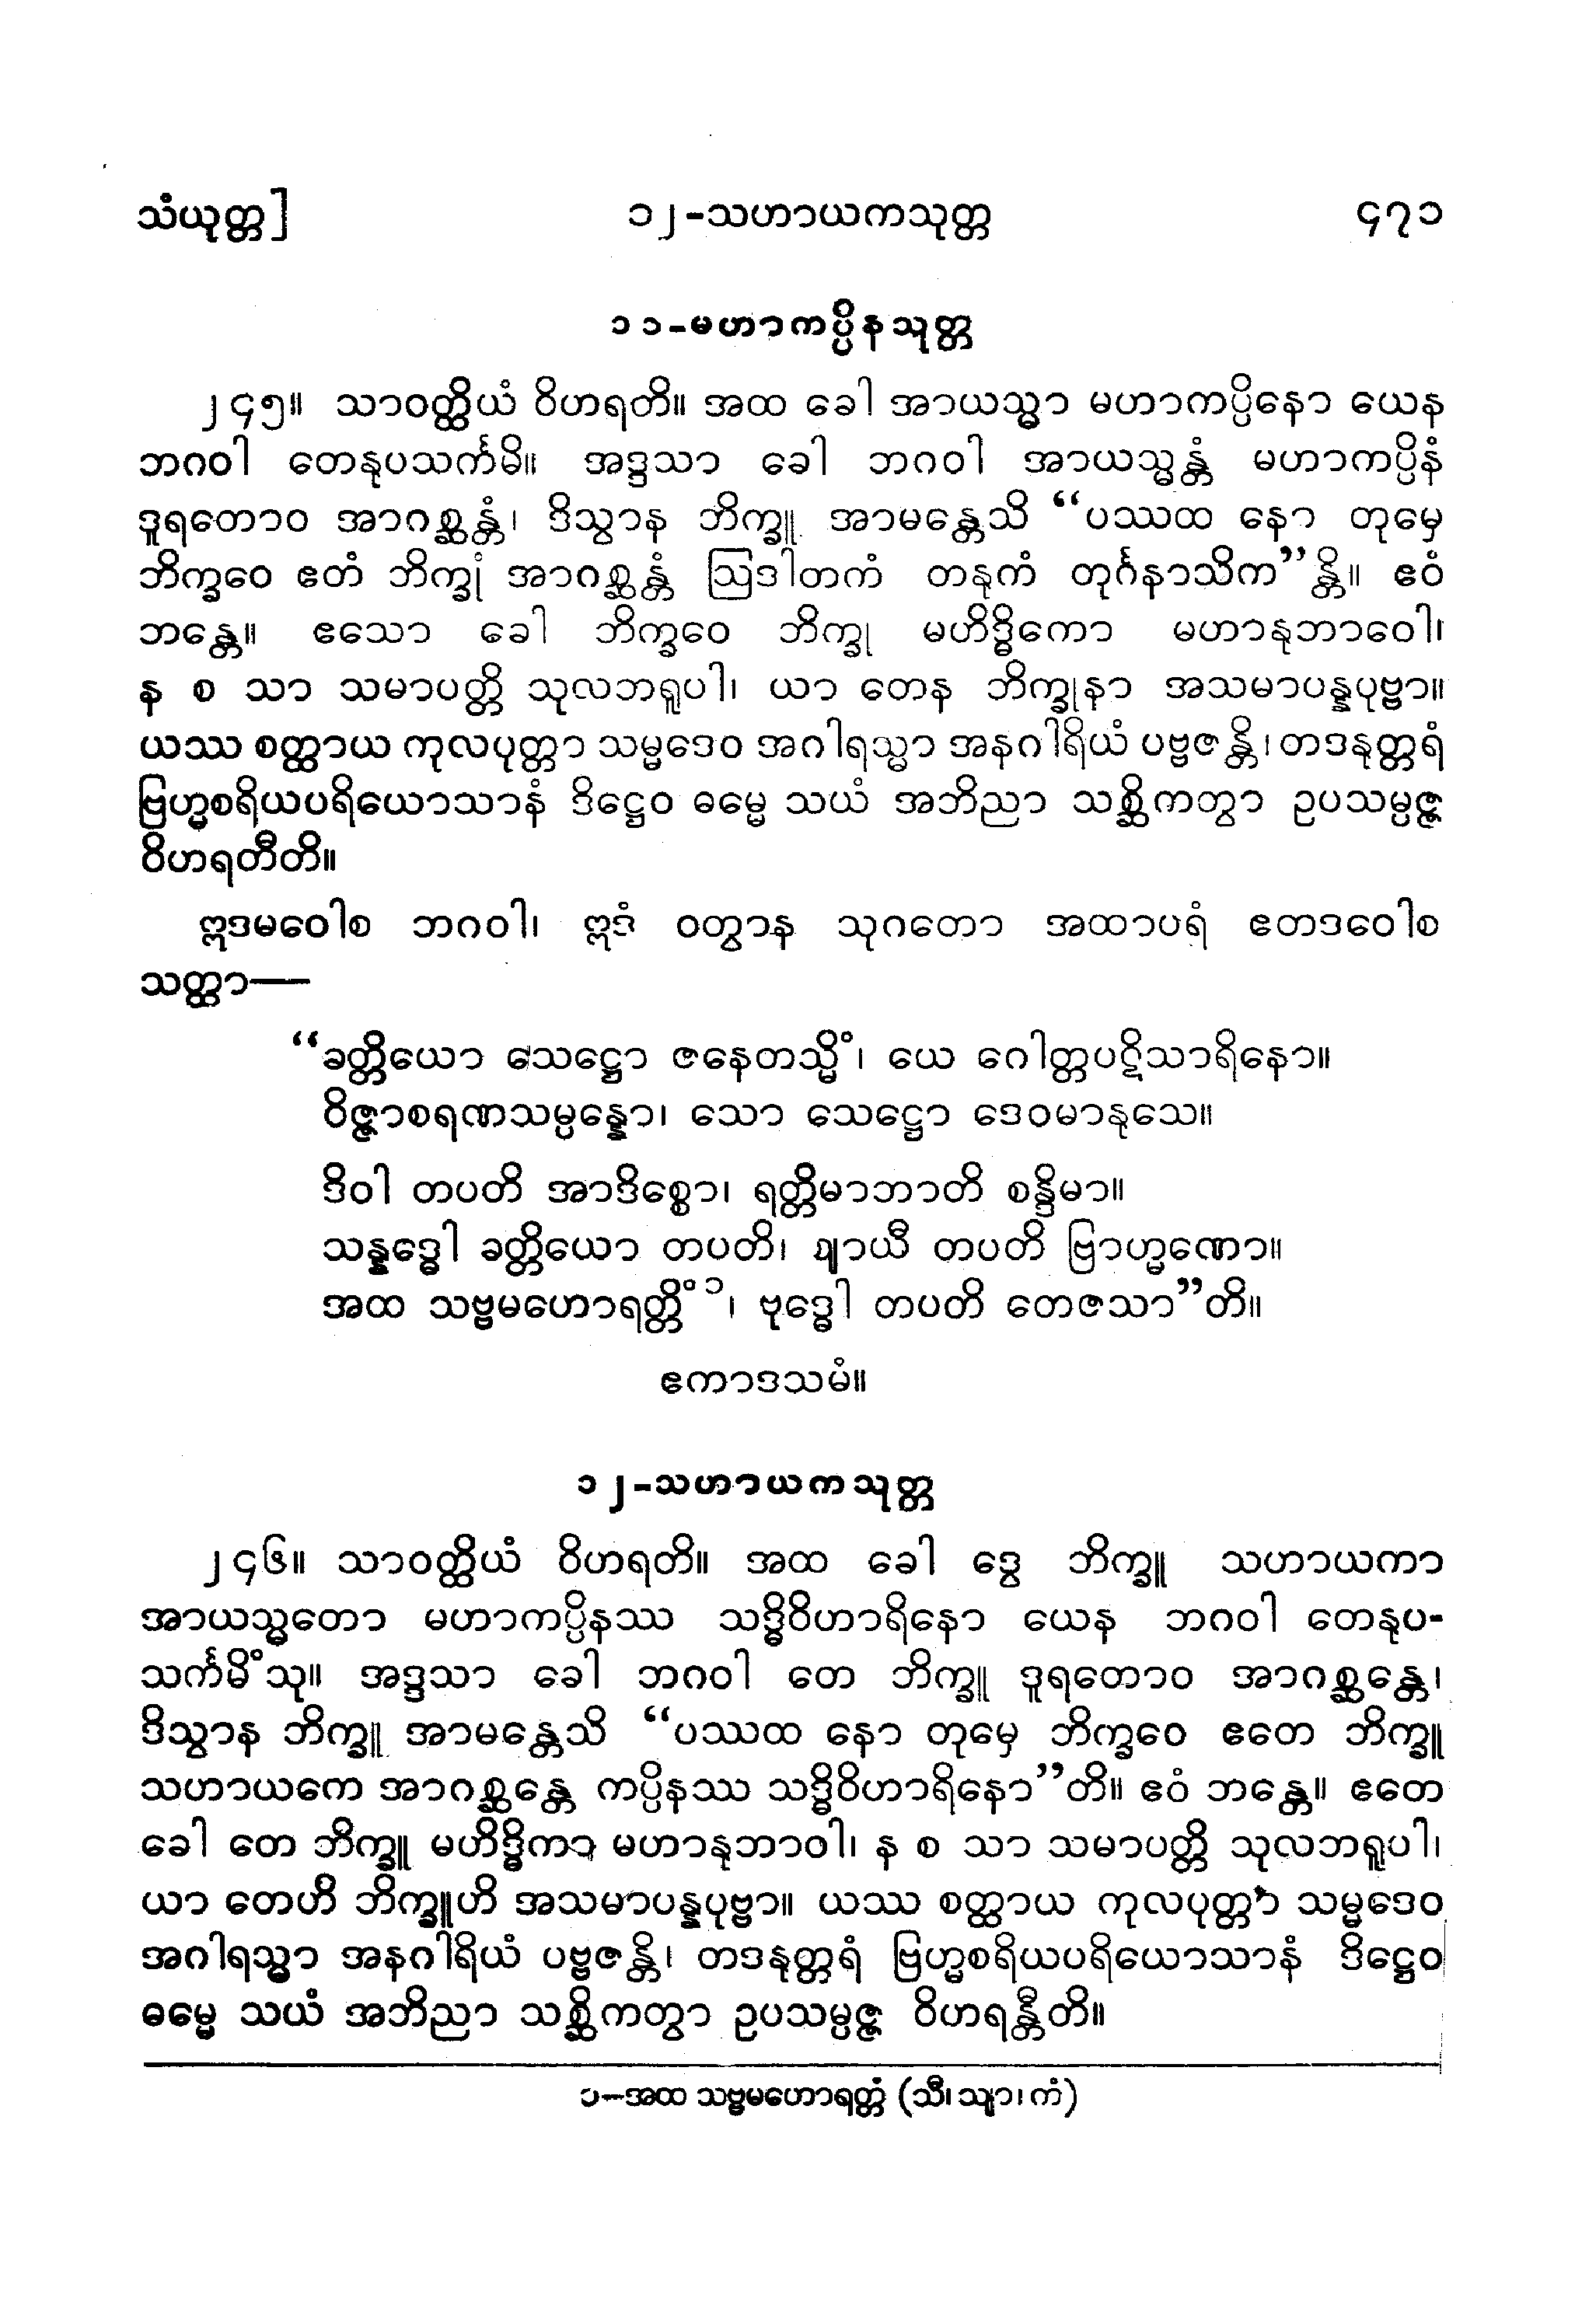 သံယုတ္တ] ၁၂-သဟာယကသုတ္တ ၄၇၁
၁၁-မဟာကပ္ပိနသုတ္တ
၂၄၅။ သာဝတ္ထိယံ ဝိဟရတိ။ အထ ခေါ အာယသ္မာ မဟာကပ္ပိနော ယေန
ဘဂဝါ တေနုပသင်္ကမိ။ အဒ္ဒသာ ခေါ ဘဂဝါ အာယသ္မန္တံ မဟာကပ္ပိနံ
ဒူရတောဝ အာဂစ္ဆန္တံ၊ ဒိသွာန ဘိက္ခူ အာမန္တေသိ “ပဿထ နော တုမှေ
ဘိက္ခဝေ ဧတံ ဘိက္ခုံ အာဂစ္ဆန္တံ ဩဒါတကံ တနုကံ တုင်္ဂနာသိက”န္တိ။ ဧဝံ
ဘန္တေ။ ဧသော ခေါ ဘိက္ခဝေ ဘိက္ခု မဟိဒ္ဓိကော မဟာနုဘာဝေါ၊
န စ သာ သမာပတ္တိ သုလဘရူပါ၊ ယာ တေန ဘိက္ခုနာ အသမာပန္နပုဗ္ဗာ။
ယဿ စတ္ထာယ ကုလပုတ္တာ သမ္မဒေဝ အဂါရသ္မာ အနဂါရိယံ ပဗ္ဗဇန္တိ၊ တဒနုတ္တရံ
ဗြဟ္မစရိယပရိယောသာနံ ဒိဋ္ဌေဝ ဓမ္မေ သယံ အဘိညာ သစ္ဆိကတွာ ဥပသမ္ပဇ္ဇ
ဝိဟရတီတိ။
ဣဒမဝေါစ ဘဂဝါ၊ ဣဒံ ဝတွာန သုဂတော အထာပရံ ဧတဒဝေါစ
သတ္ထာ—
“ခတ္တိယော သေဋ္ဌော ဇနေတသ္မိံ၊ ယေ ဂေါတ္တပဋိသာရိနော။
ဝိဇ္ဇာစရဏသမ္ပန္နော၊ သော သေဋ္ဌော ဒေဝမာနုသေ။
ဒိဝါ တပတိ အာဒိစ္စော၊ ရတ္တိမာဘာတိ စန္ဒိမာ။
သန္နဒ္ဓေါ ခတ္တိယော တပတိ၊ ဈာယီ တပတိ ဗြာဟ္မဏော။
အထ သဗ္ဗမဟောရတ္တိံ ၁၊ ဗုဒ္ဓေါ တပတိ တေဇသာ”တိ။
ဧကာဒသမံ။
၁၂-သဟာယကသုတ္တ
၂၄၆။ သာဝတ္ထိယံ ဝိဟရတိ။ အထ ခေါ ဒွေ ဘိက္ခူ သဟာယကာ
အာယသ္မတော မဟာကပ္ပိနဿ သဒ္ဓိဝိဟာရိနော ယေန ဘဂဝါ တေနုပ-
သင်္ကမိံသု။ အဒ္ဒသာ ခေါ ဘဂဝါ တေ ဘိက္ခူ ဒူရတောဝ အာဂစ္ဆန္တေ၊
ဒိသွာန ဘိက္ခူ အာမန္တေသိ “ပဿထ နော တုမှေ ဘိက္ခဝေ ဧတေ ဘိက္ခူ
သဟာယကေ အာဂစ္ဆန္တေ ကပ္ပိနဿ သဒ္ဓိဝိဟာရိနော”တိ။ ဧဝံ ဘန္တေ။ ဧတေ
ခေါ တေ ဘိက္ခူ မဟိဒ္ဓိကာ မဟာနုဘာဝါ၊ န စ သာ သမာပတ္တိ သုလဘရူပါ၊
ယာ တေဟိ ဘိက္ခူဟိ အသမာပန္နပုဗ္ဗာ။ ယဿ စတ္ထာယ ကုလပုတ္တာ သမ္မဒေဝ
အဂါရသ္မာ အနဂါရိယံ ပဗ္ဗဇန္တိ၊ တဒနုတ္တရံ ဗြဟ္မစရိယပရိယောသာနံ ဒိဋ္ဌေဝ
ဓမ္မေ သယံ အဘိညာ သစ္ဆိကတွာ ဥပသမ္ပဇ္ဇ ဝိဟရန္တီတိ။
၁—အထ သဗ္ဗမဟောရတ္တံ (သီ၊ သျာ၊ ကံ)